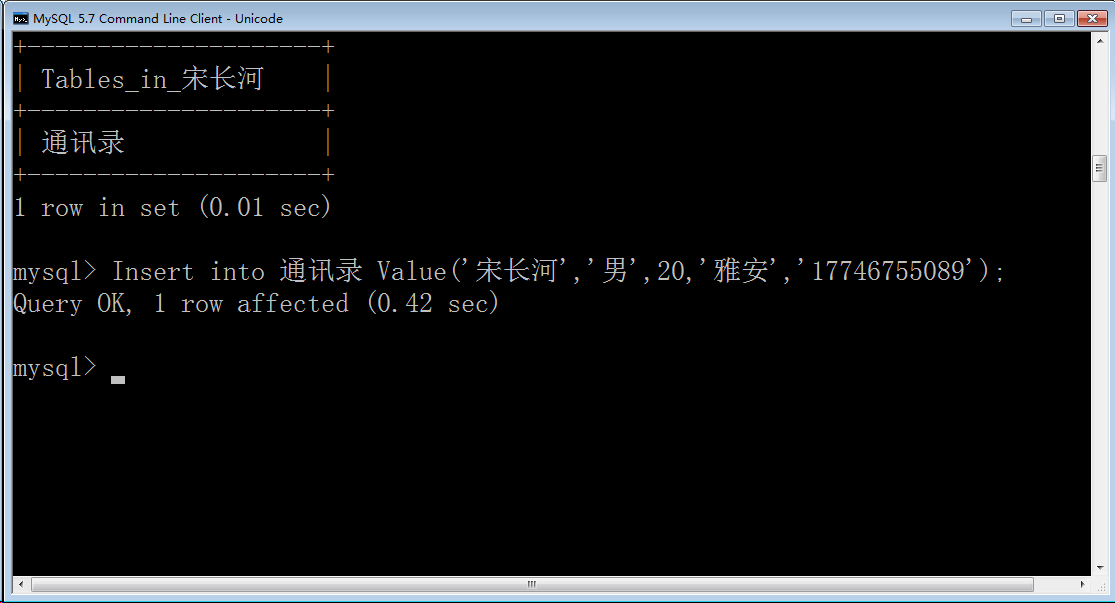 MySQL 5.7 Command Line Client - Unicode
+---------------------+
| Tables_in_宋长河    |
+---------------------+
| 通讯录              |
+---------------------+
1 row in set (0.01 sec)
mysql> Insert into 通讯录 Value('宋长河','男',20,'雅安','17746755089');
Query OK, 1 row affected (0.42 sec)
mysql>